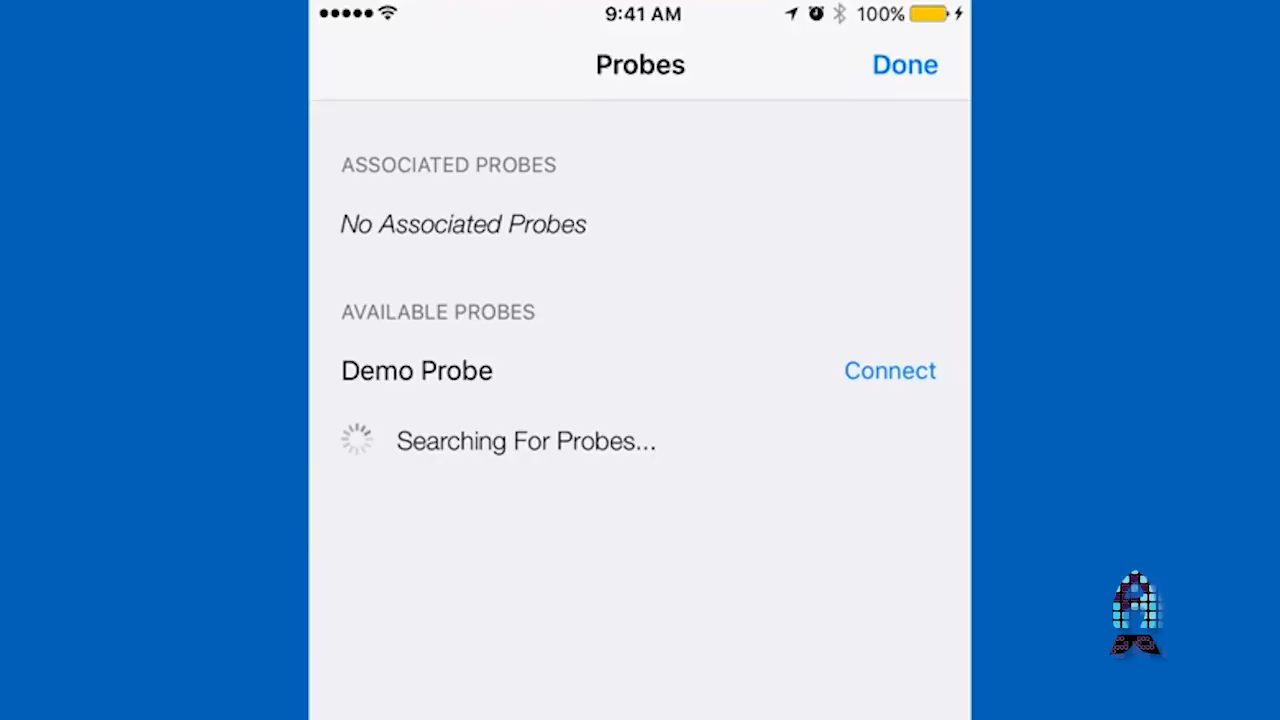 9:41 AM 100%
Probes Done
ASSOCIATED PROBES
No Associated Probes
AVAILABLE PROBES
Demo Probe Connect
Searching For Probes...
A